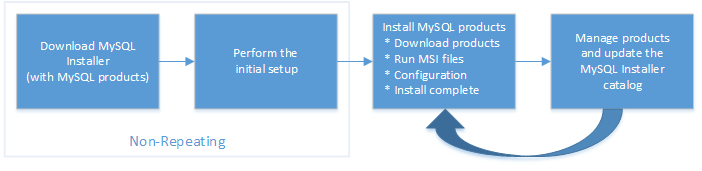 Download MySQL
Installer
(with MySQL products)
Perform the
initial setup
Non-Repeating
Install MySQL products
* Download products
* Run MSI files
* Configuration
* Install complete
Manage products
and update the
MySQL Installer
catalog